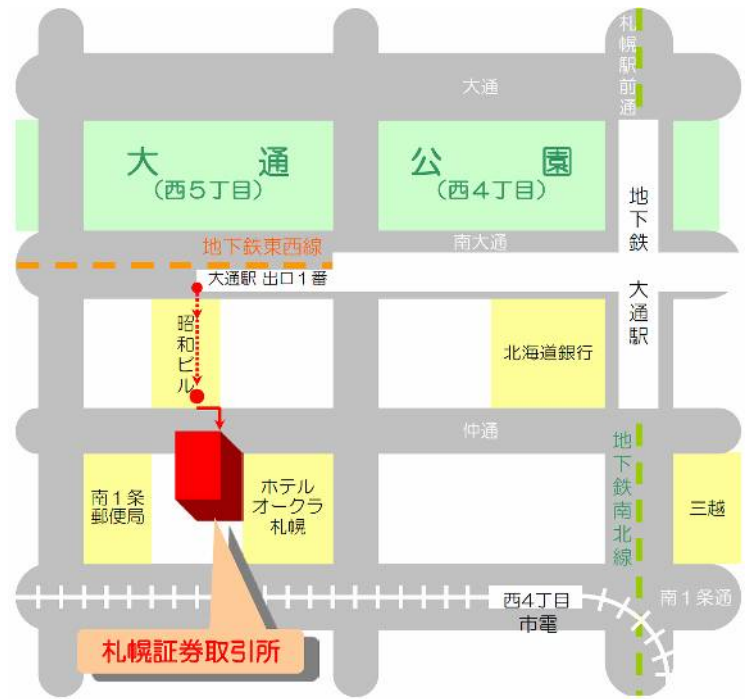 札幌駅前通
大通
大通
(西5丁目)
公園
(西4丁目)
地下鉄 大通駅
地下鉄東西線
南大通
大通駅 出口1番
昭和ビル
北海道銀行
仲通
地下鉄南北線
南1条
郵便局
ホテル
オークラ
札幌
三越
西4丁目
市電
南1条通
札幌証券取引所